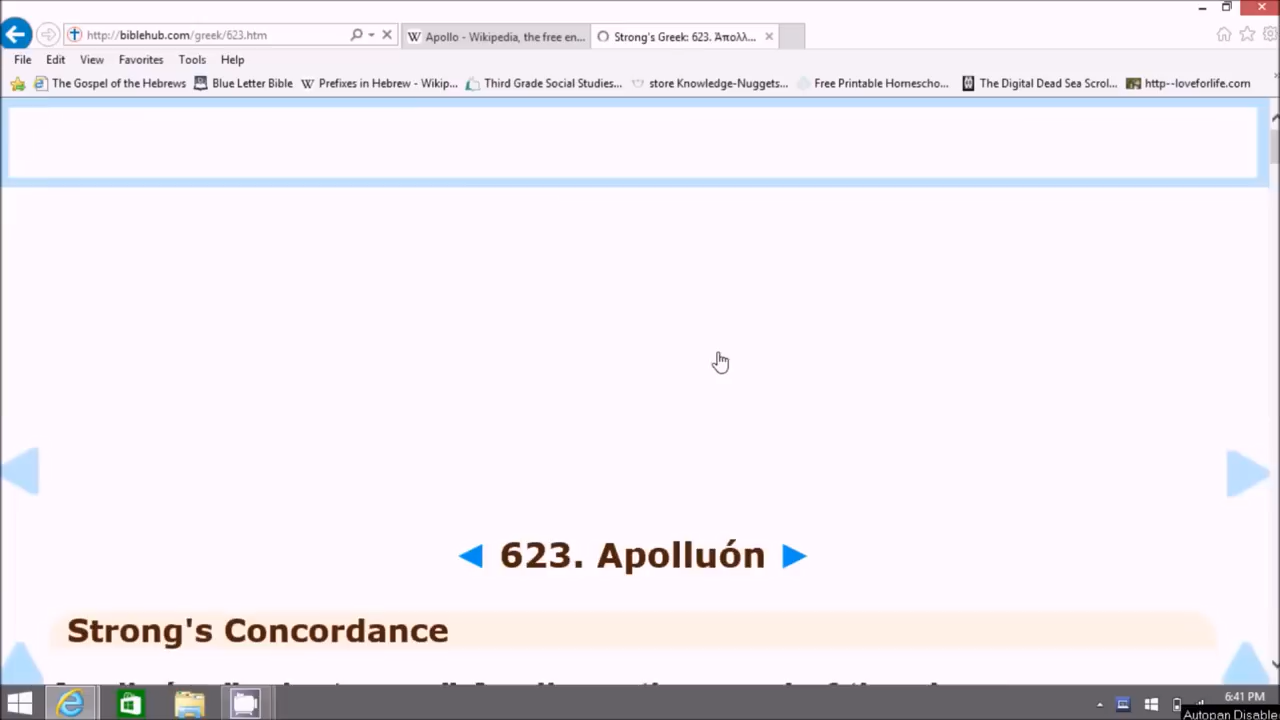 http://biblehub.com/greek/623.htm
Apollo - Wikipedia, the free en...
Strong's Greek: 623. Ἀπολλ...
File Edit View Favorites Tools Help
The Gospel of the Hebrews Blue Letter Bible Prefixes in Hebrew - Wikip... Third Grade Social Studies... store Knowledge-Nuggets... Free Printable Homescho... The Digital Dead Sea Scrol... http--loveforlife.com
623. Apolluón
Strong's Concordance
6:41 PM
Autopan Disable